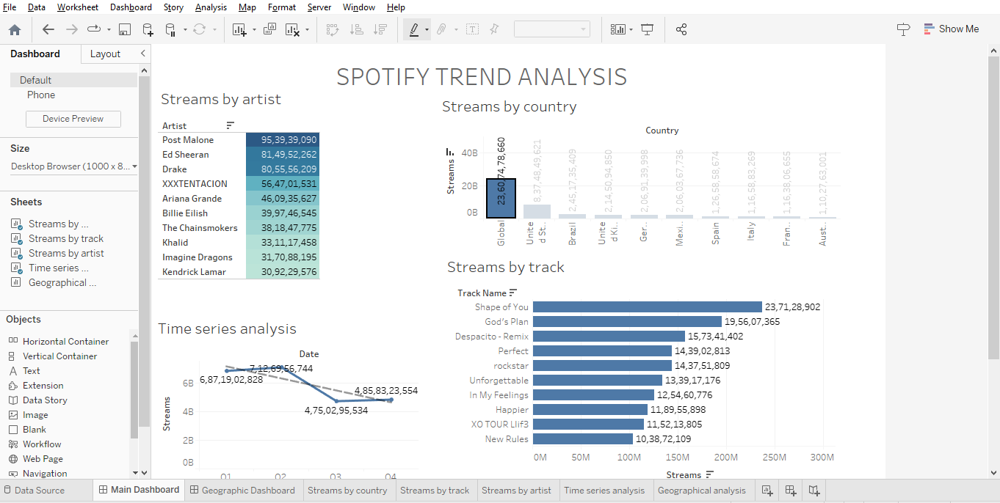 File Data Worksheet Dashboard Story Analysis Map Format Server Window Help
Show Me
Dashboard Layout
Default
Phone
Device Preview
Size
Desktop Browser (1000 x 8...
Sheets
Streams by ...
Streams by track
Streams by artist
Time series ...
Geographical ...
Objects
Horizontal Container
Vertical Container
Text
Extension
Data Story
Image
Blank
Workflow
Web Page
Navigation
SPOTIFY TREND ANALYSIS
Streams by artist
Artist
Post Malone 95,39,39,090
Ed Sheeran 81,49,52,262
Drake 80,55,56,209
XXXTENTACION 56,47,01,531
Ariana Grande 46,09,35,627
Billie Eilish 39,97,46,545
The Chainsmokers 38,18,47,775
Khalid 33,11,17,458
Imagine Dragons 31,70,88,195
Kendrick Lamar 30,92,29,576
Streams by country
Country
Streams
40B
20B
0B
23,60,74,78,660
8,37,48,49,621
2,45,17,35,409
2,14,50,94,850
2,06,91,39,998
2,06,03,67,736
1,26,58,58,674
1,16,58,83,269
1,16,38,06,655
1,10,27,63,001
Global
Unite
d St..
Brazil
Unite
d Ki..
Ger..
Mexi..
Spain
Italy
Fran..
Aust..
Time series analysis
Date
Streams
6B
4B
2B
0B
6,87,19,02,828
7,12,69,56,744
4,75,02,95,534
4,85,83,23,554
Q1 Q2 Q3 Q4
Streams by track
Track Name
Shape of You 23,71,28,902
God's Plan 19,56,07,365
Despacito - Remix 15,73,41,402
Perfect 14,39,02,813
rockstar 14,37,51,809
Unforgettable 13,39,17,176
In My Feelings 12,54,60,776
Happier 11,89,55,898
XO TOUR Llif3 11,52,13,805
New Rules 10,38,72,109
0M 50M 100M 150M 200M 250M 300M
Streams
Data Source Main Dashboard Geographic Dashboard Streams by country Streams by track Streams by artist Time series analysis Geographical analysis